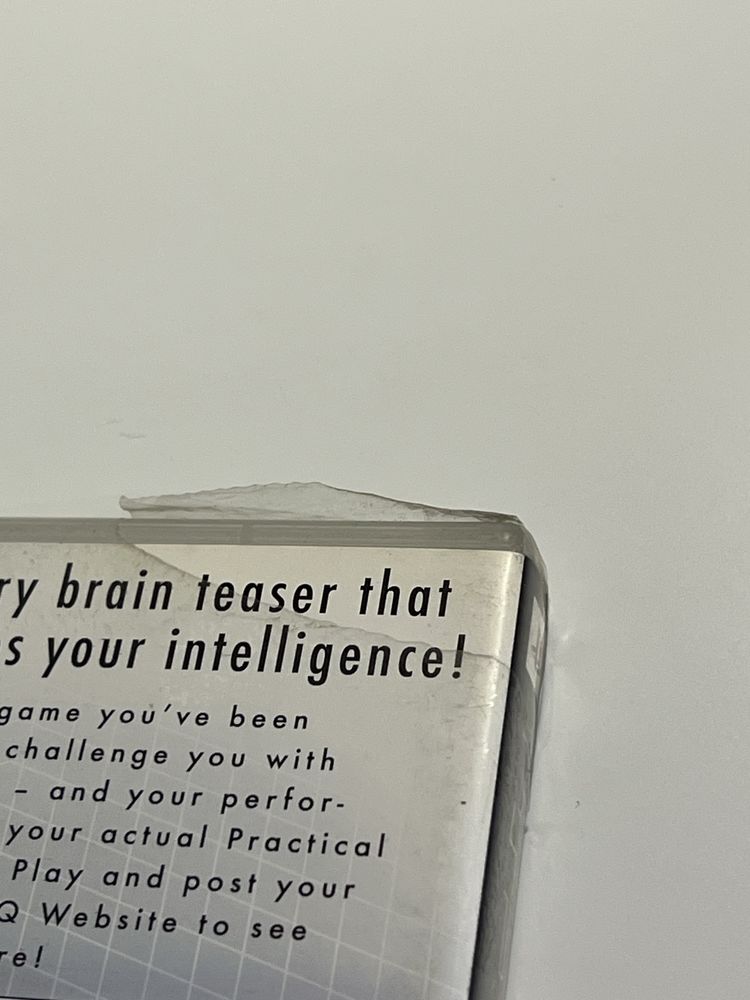 ry brain teaser that
s your intelligence!
game you've been
challenge you with
– and your perfor-
your actual Practical
Play and post your
Q Website to see
re!